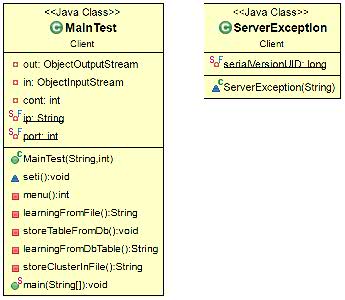 <<Java Class>>
MainTest
Client
out: ObjectOutputStream
in: ObjectInputStream
cont: int
ip: String
port: int
MainTest(String,int)
seti():void
menu():int
learningFromFile():String
storeTableFromDb():void
learningFromDbTable():String
storeClusterInFile():String
main(String[]):void
<<Java Class>>
ServerException
Client
serialVersionUID: long
ServerException(String)